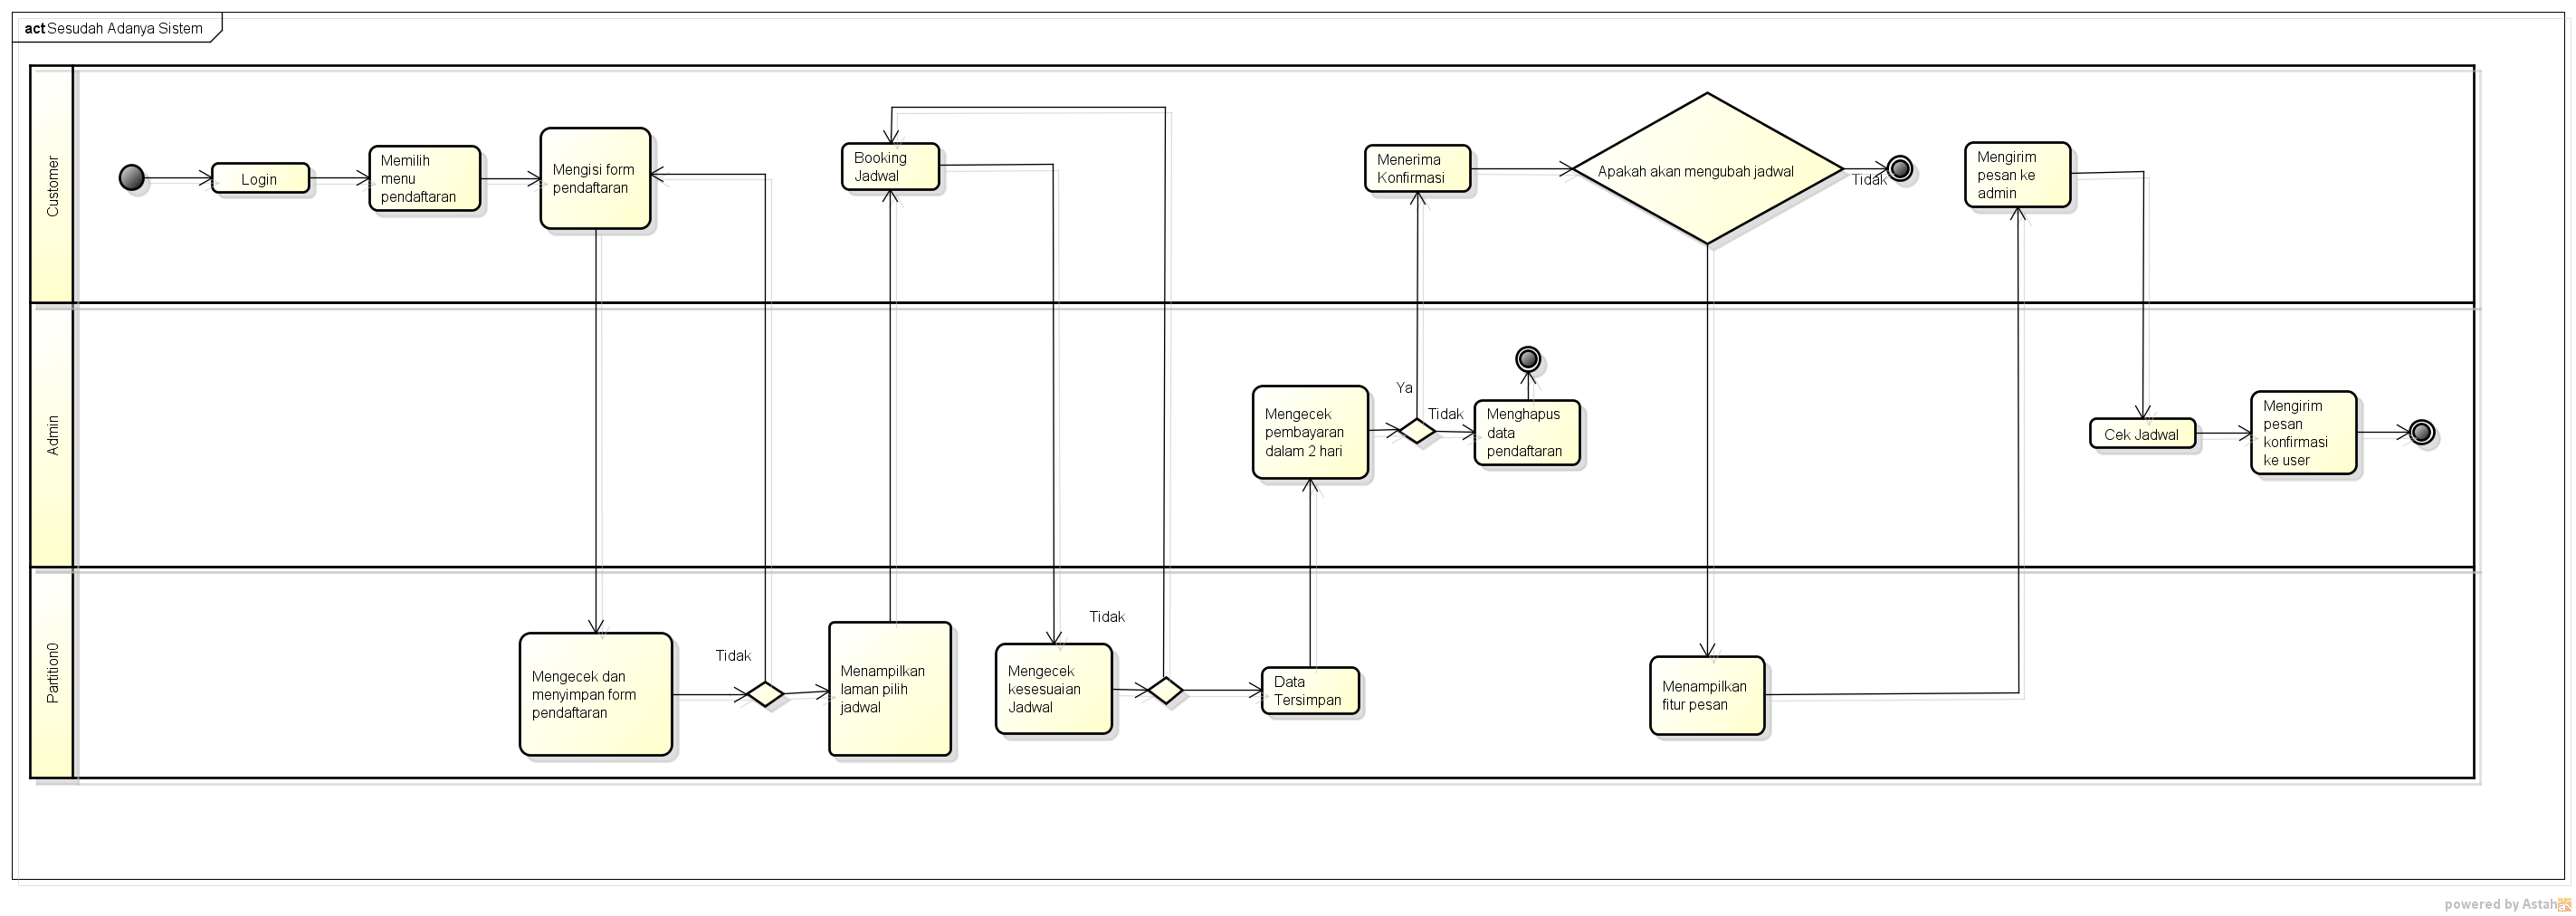 act Sesudah Adanya Sistem
Customer
Login
Memilih
menu
pendaftaran
Mengisi form
pendaftaran
Booking
Jadwal
Menerima
Konfirmasi
Apakah akan mengubah jadwal
Tidak
Mengirim
pesan ke
admin
Admin
Mengecek
pembayaran
dalam 2 hari
Ya
Tidak
Menghapus
data
pendaftaran
Cek Jadwal
Mengirim
pesan
konfirmasi
ke user
Partition0
Mengecek dan
menyimpan form
pendaftaran
Tidak
Menampilkan
laman pilih
jadwal
Mengecek
kesesuaian
Jadwal
Tidak
Data
Tersimpan
Menampilkan
fitur pesan
powered by Astah